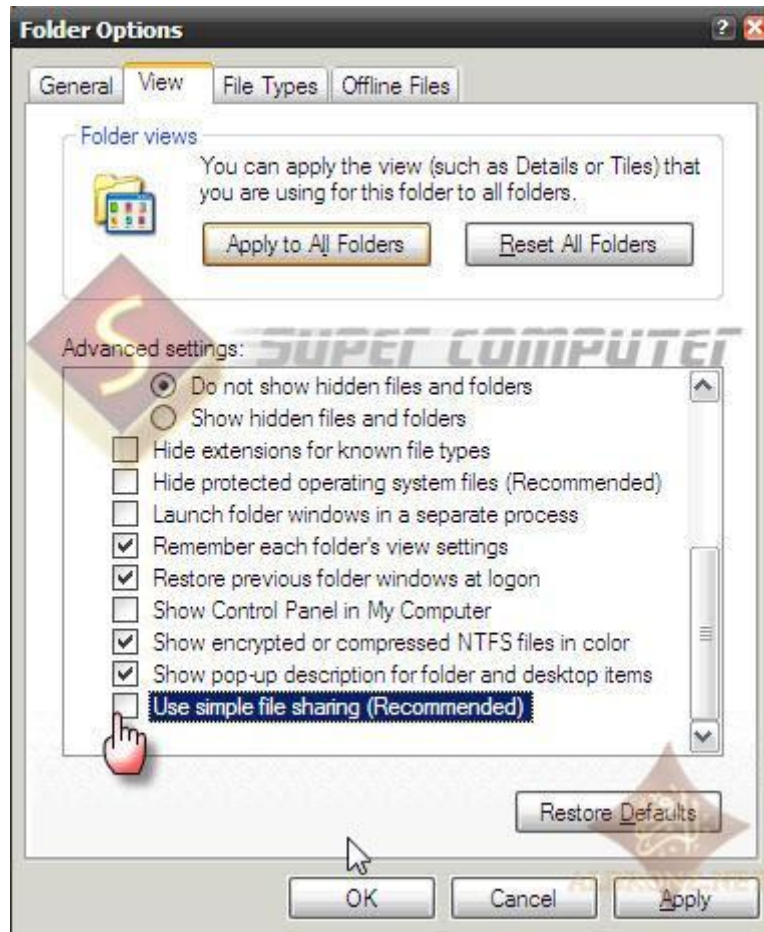 Folder Options
General
View
File Types
Offline Files
Folder views
You can apply the view (such as Details or Tiles) that
you are using for this folder to all folders.
Apply to All Folders
Reset All Folders
SUPER COMPUTER
Advanced settings:
Do not show hidden files and folders
Show hidden files and folders
Hide extensions for known file types
Hide protected operating system files (Recommended)
Launch folder windows in a separate process
Remember each folder's view settings
Restore previous folder windows at logon
Show Control Panel in My Computer
Show encrypted or compressed NTFS files in color
Show pop-up description for folder and desktop items
Use simple file sharing (Recommended)
Restore Defaults
OK
Cancel
Apply